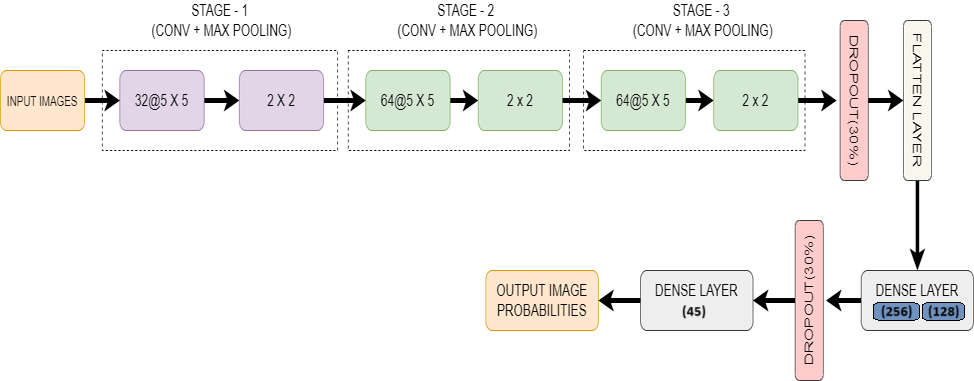 STAGE - 1
(CONV + MAX POOLING)
STAGE - 2
(CONV + MAX POOLING)
STAGE - 3
(CONV + MAX POOLING)
INPUT IMAGES
32@5 X 5
2 X 2
64@5 X 5
2 x 2
64@5 X 5
2 x 2
DROPOUT(30%)
FLATTEN LAYER
DENSE LAYER
(256) (128)
DROPOUT(30%)
DENSE LAYER
(45)
OUTPUT IMAGE
PROBABILITIES